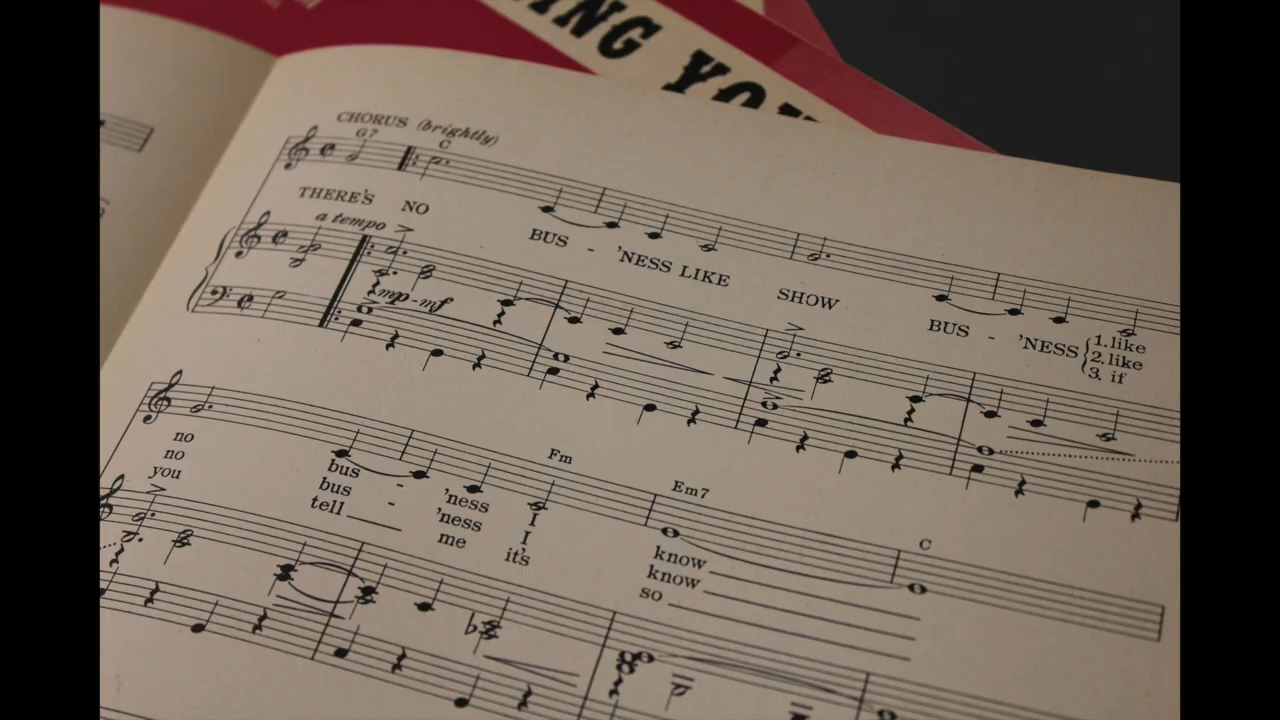 ING YOU
CHORUS (brightly)
G7 C
THERE'S NO BUS - 'NESS LIKE SHOW BUS - 'NESS
1. like
2. like
3. if
a tempo
mp-mf
Fm Em7 C
no bus - 'ness I know
no bus - 'ness I know
you tell me it's so